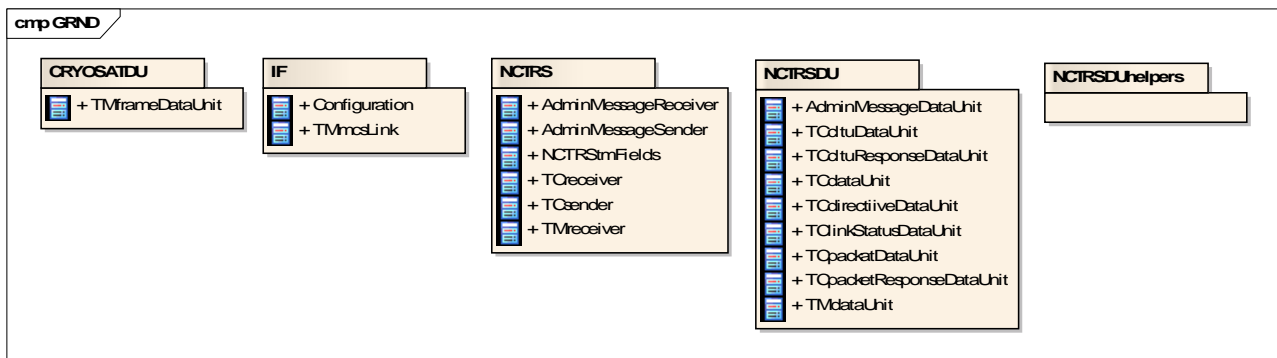 cmp GRND
CRYOSATDU
+ TMframeDataUnit
IF
+ Configuration
+ TMmcsLink
NCTRS
+ AdminMessageReceiver
+ AdminMessageSender
+ NCTRStmFields
+ TCreceiver
+ TCsender
+ TMreceiver
NCTRSDU
+ AdminMessageDataUnit
+ TCcltuDataUnit
+ TCcltuResponseDataUnit
+ TCdataUnit
+ TCdirectiiveDataUnit
+ TClinkStatusDataUnit
+ TCpackatDataUnit
+ TCpacketResponseDataUnit
+ TMdataUnit
NCTRSDUhelpers